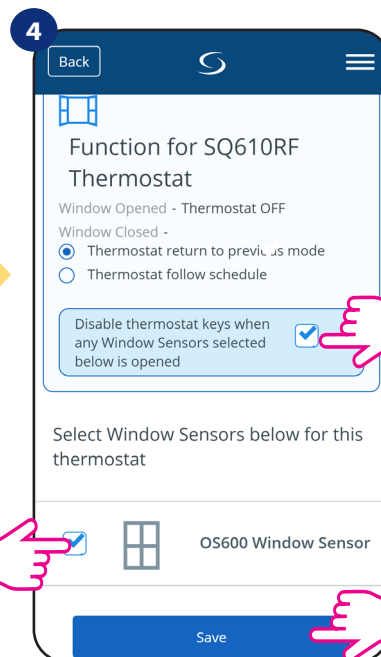 4
Back
Function for SQ610RF
Thermostat
Window Opened - Thermostat OFF
Window Closed -
Thermostat return to previous mode
Thermostat follow schedule
Disable thermostat keys when
any Window Sensors selected
below is opened
Select Window Sensors below for this
thermostat
OS600 Window Sensor
Save